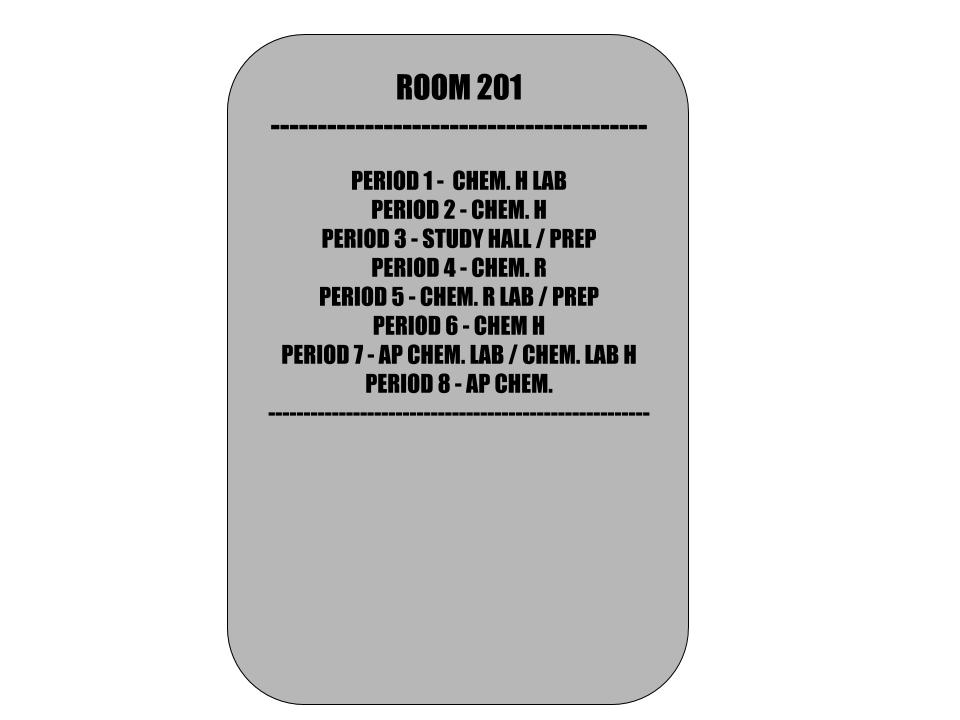 ROOM 201
----------------------------------------
PERIOD 1 -  CHEM. H LAB
PERIOD 2 - CHEM. H
PERIOD 3 - STUDY HALL / PREP
PERIOD 4 - CHEM. R
PERIOD 5 - CHEM. R LAB / PREP
PERIOD 6 - CHEM H
PERIOD 7 - AP CHEM. LAB / CHEM. LAB H
PERIOD 8 - AP CHEM.
------------------------------------------------------